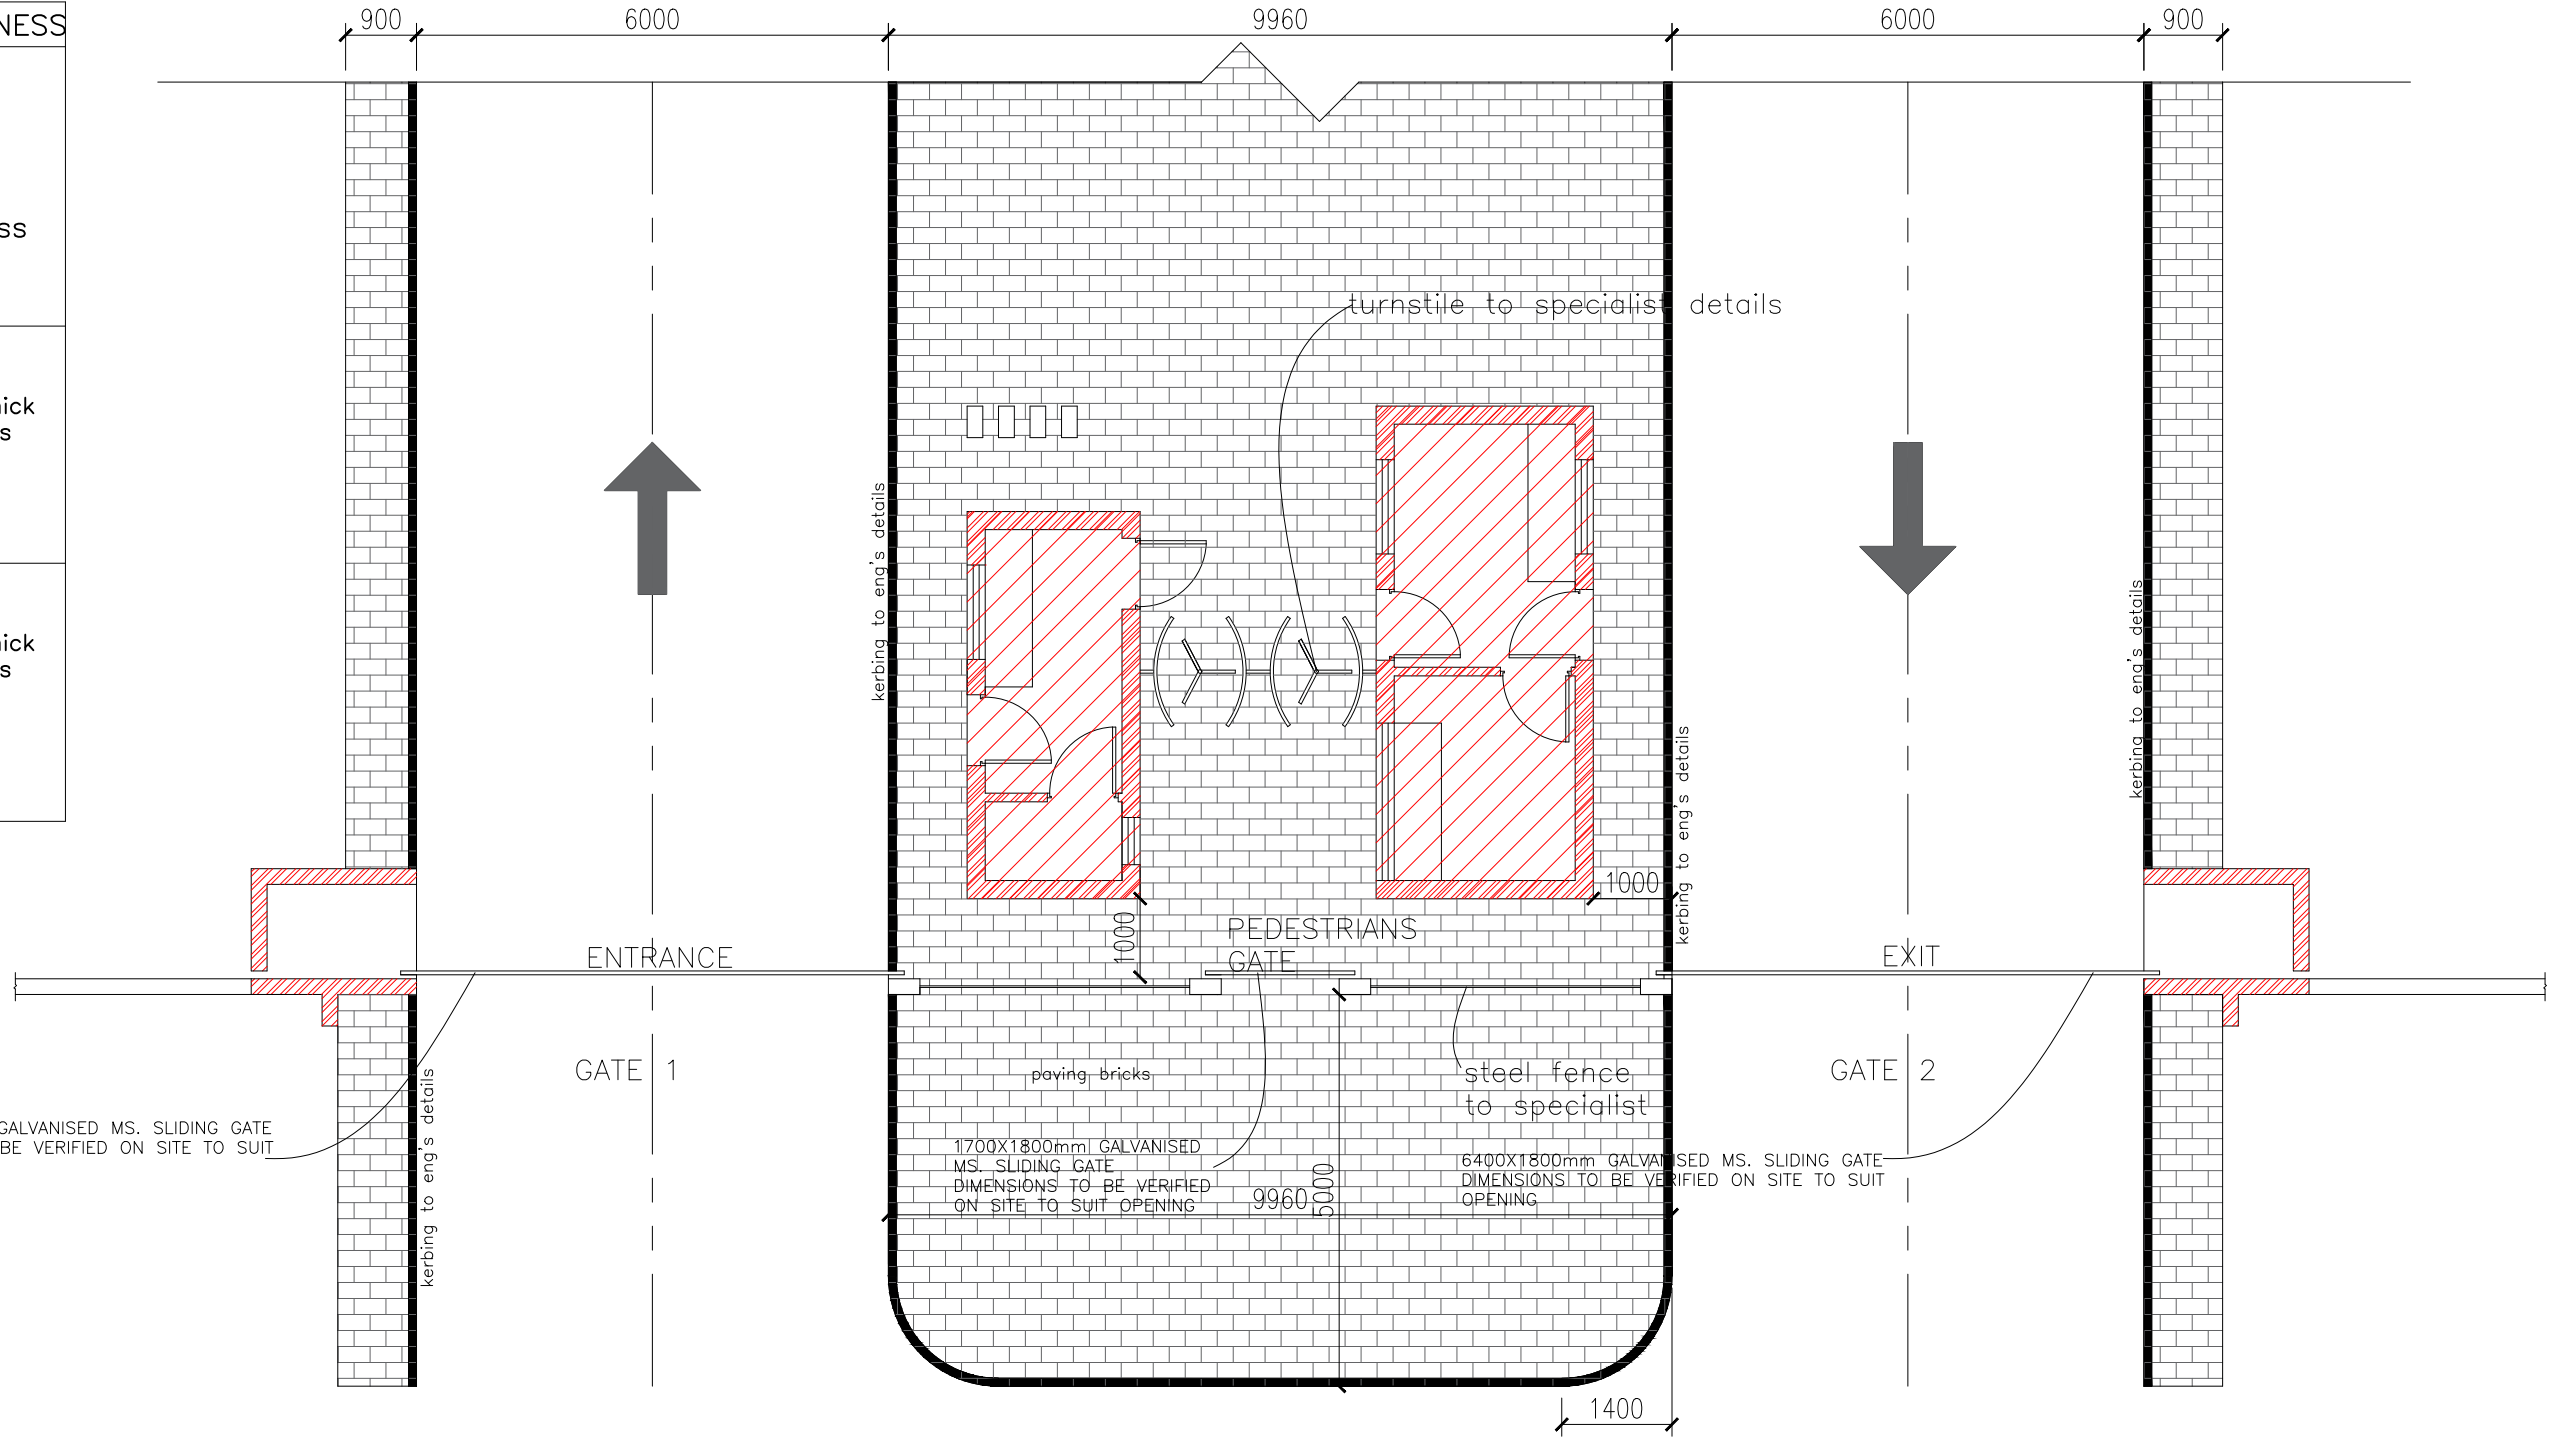 NESS
900
6000
9960
6000
900
ss
ick
s
ick
s
turnstile to specialist details
kerbing to eng's details
kerbing to eng's details
kerbing to eng's details
1000
1000
PEDESTRIANS
GATE
ENTRANCE
EXIT
GATE 1
GATE 2
paving bricks
steel fence
to specialist
kerbing to eng's details
GALVANISED MS. SLIDING GATE
BE VERIFIED ON SITE TO SUIT
1700X1800mm GALVANISED
MS. SLIDING GATE
DIMENSIONS TO BE VERIFIED
ON SITE TO SUIT OPENING
9960
5000
6400X1800mm GALVANISED MS. SLIDING GATE
DIMENSIONS TO BE VERIFIED ON SITE TO SUIT
OPENING
1400